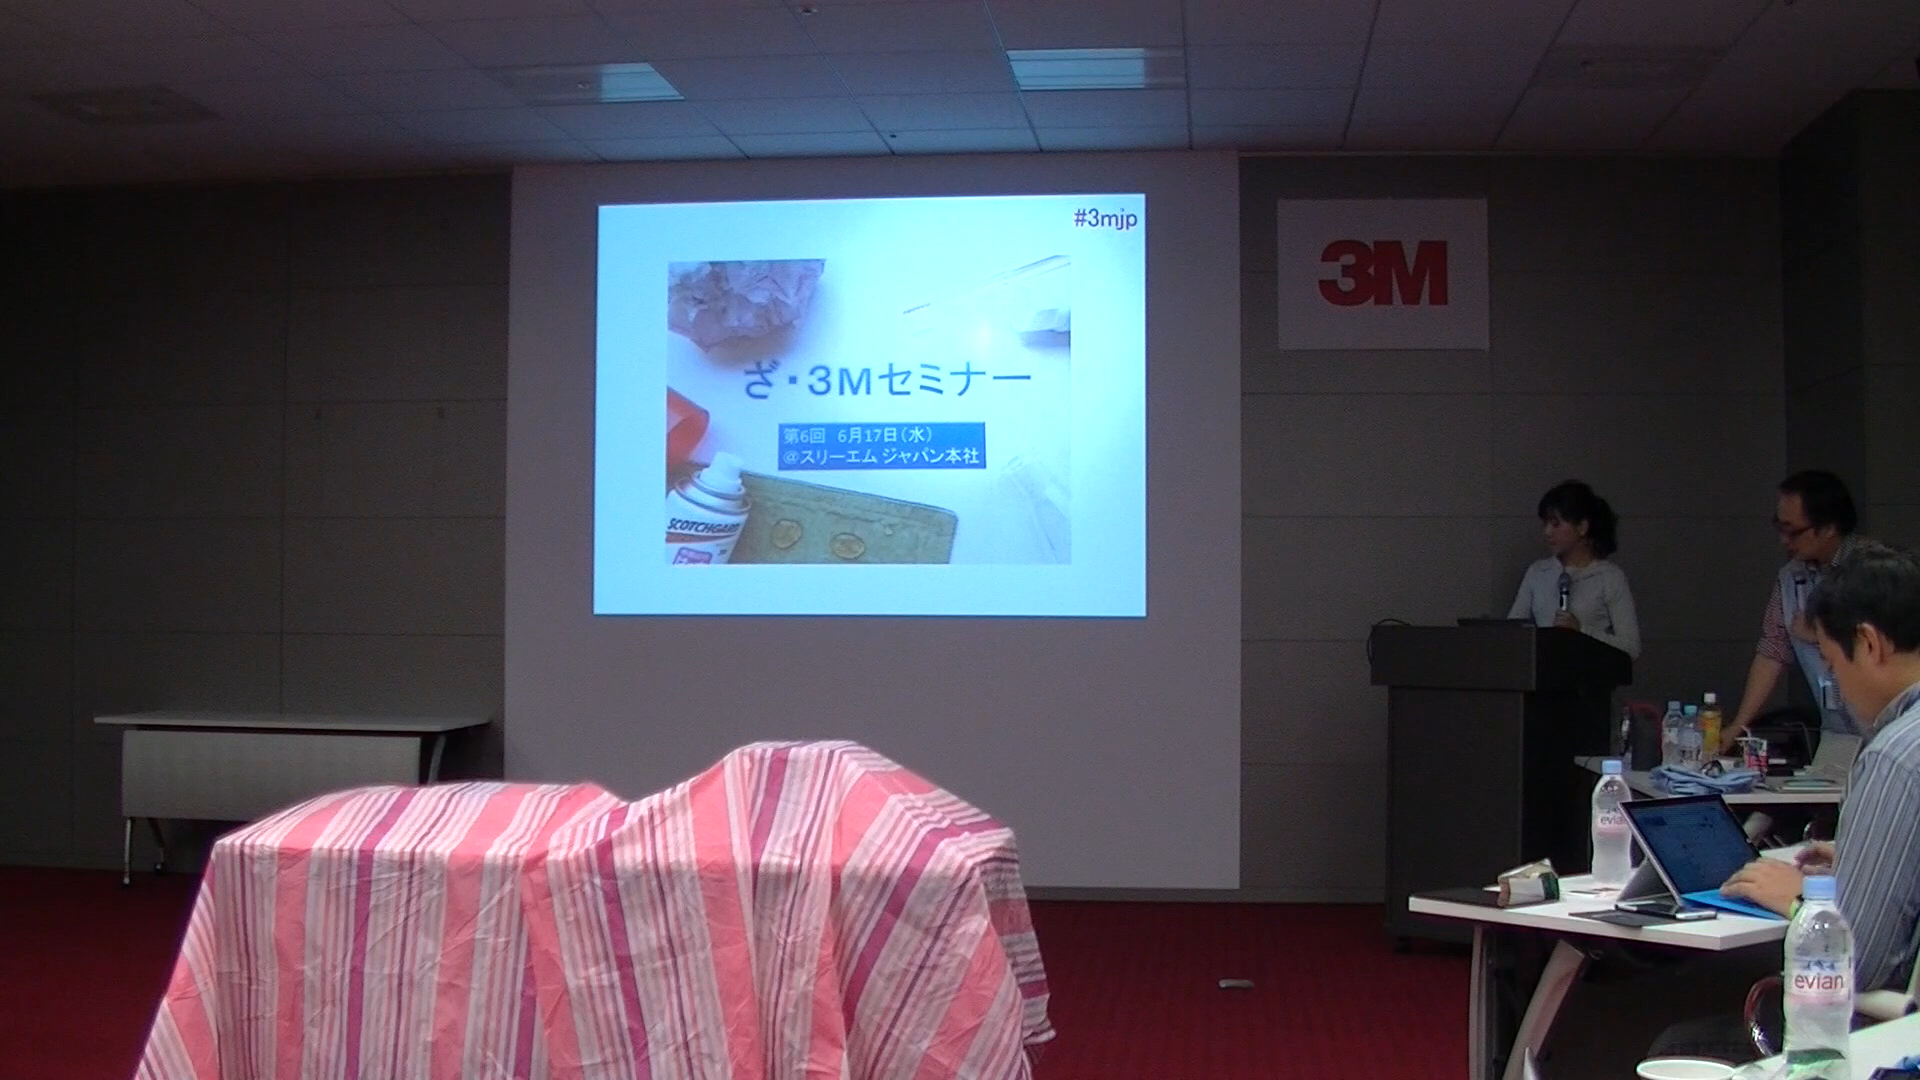 #3mjp
3M
ざ・3Mセミナー
第6回 6月17日(水)
@スリーエム ジャパン本社
SCOTCHGARD
evian
evian